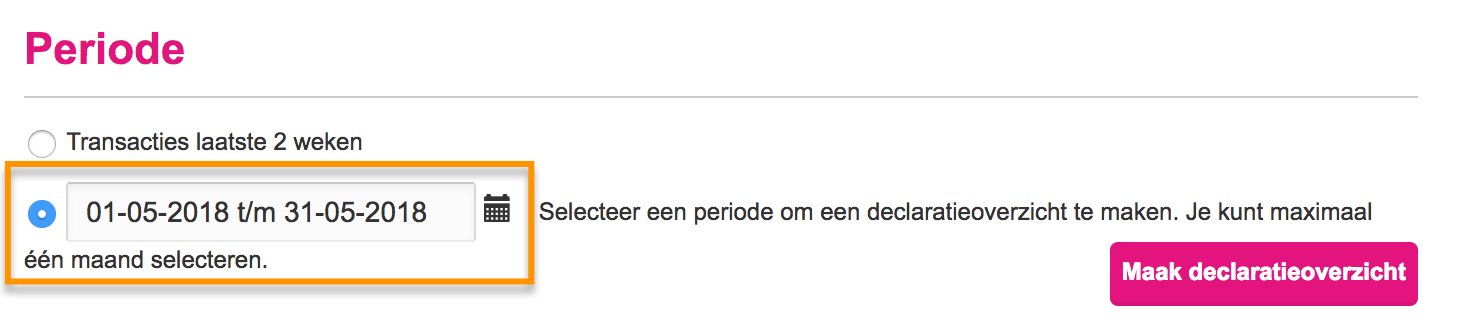 Periode
Transacties laatste 2 weken
01-05-2018 t/m 31-05-2018 Selecteer een periode om een declaratieoverzicht te maken. Je kunt maximaal
één maand selecteren.
Maak declaratieoverzicht